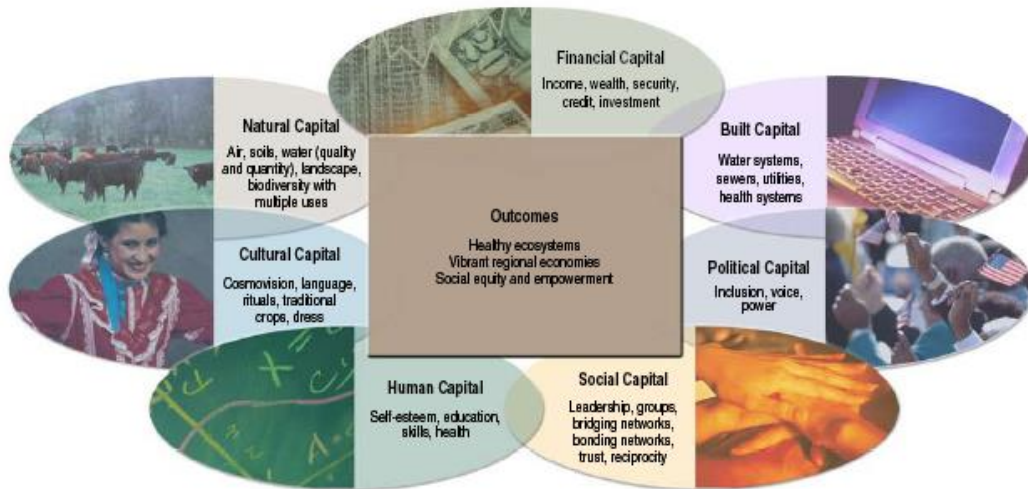 Financial Capital
Income, wealth, security,
credit, investment
Natural Capital
Air, soils, water (quality
and quantity), landscape,
biodiversity with
multiple uses
Built Capital
Water systems,
sewers, utilities,
health systems
Outcomes
Healthy ecosystems
Vibrant regional economies
Social equity and empowerment
Cultural Capital
Cosmovision, language,
rituals, traditional
crops, dress
Political Capital
Inclusion, voice,
power
Human Capital
Self-esteem, education,
skills, health
Social Capital
Leadership, groups,
bridging networks,
bonding networks,
trust, reciprocity